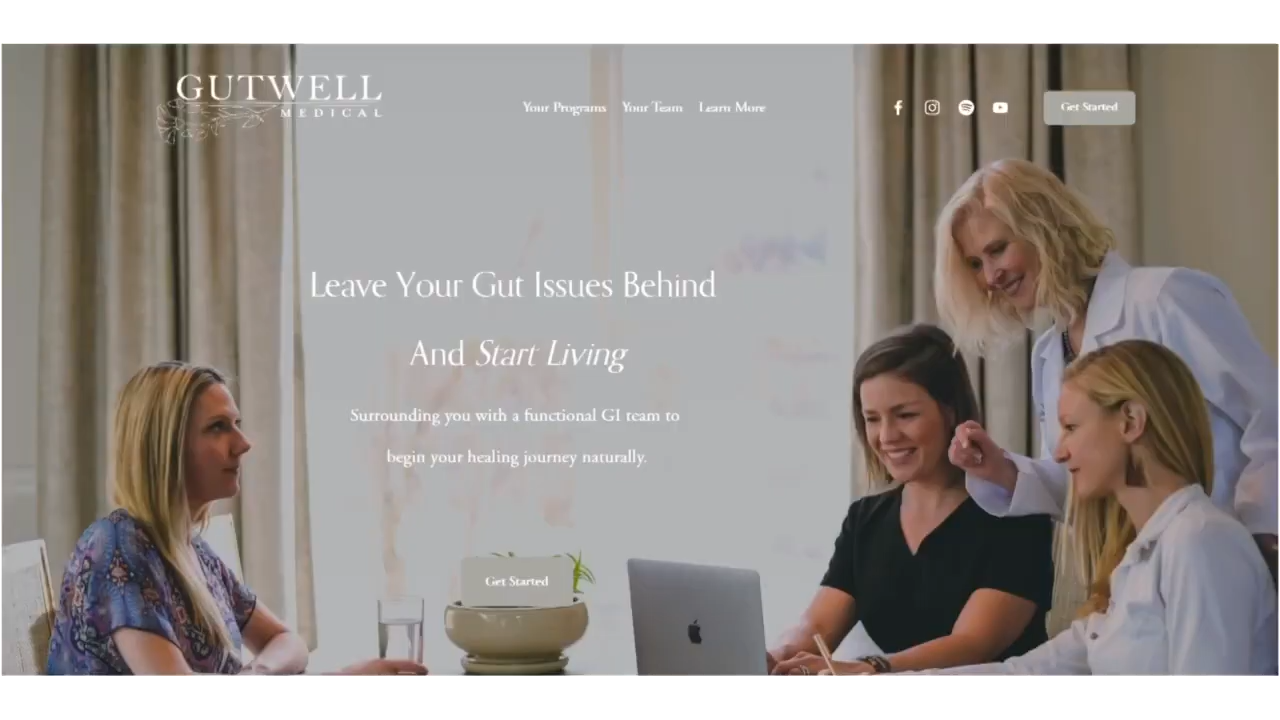 GUTWELL
MEDICAL
Your Programs Your Team Learn More
Get Started
Leave Your Gut Issues Behind
And Start Living
Surrounding you with a functional GI team to
begin your healing journey naturally.
Get Started